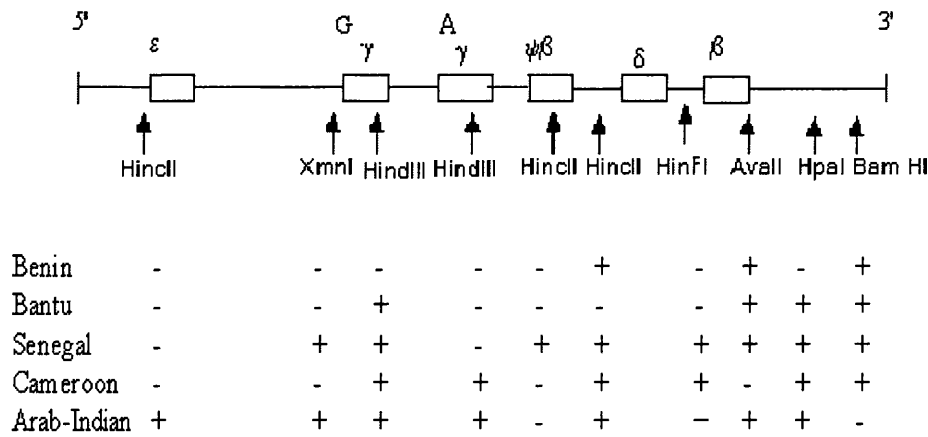 5' 3'
G A
ε γ γ ψβ δ β
HincII XmnI HindIII HindIII HincII HincII HinFI AvaII HpaI Bam HI
Benin - - - - - + - + - +
Bantu - - + - - - - + + +
Senegal - + + - + + + + + +
Cameroon - - + + - + + - + +
Arab-Indian + + + + - + − + + -